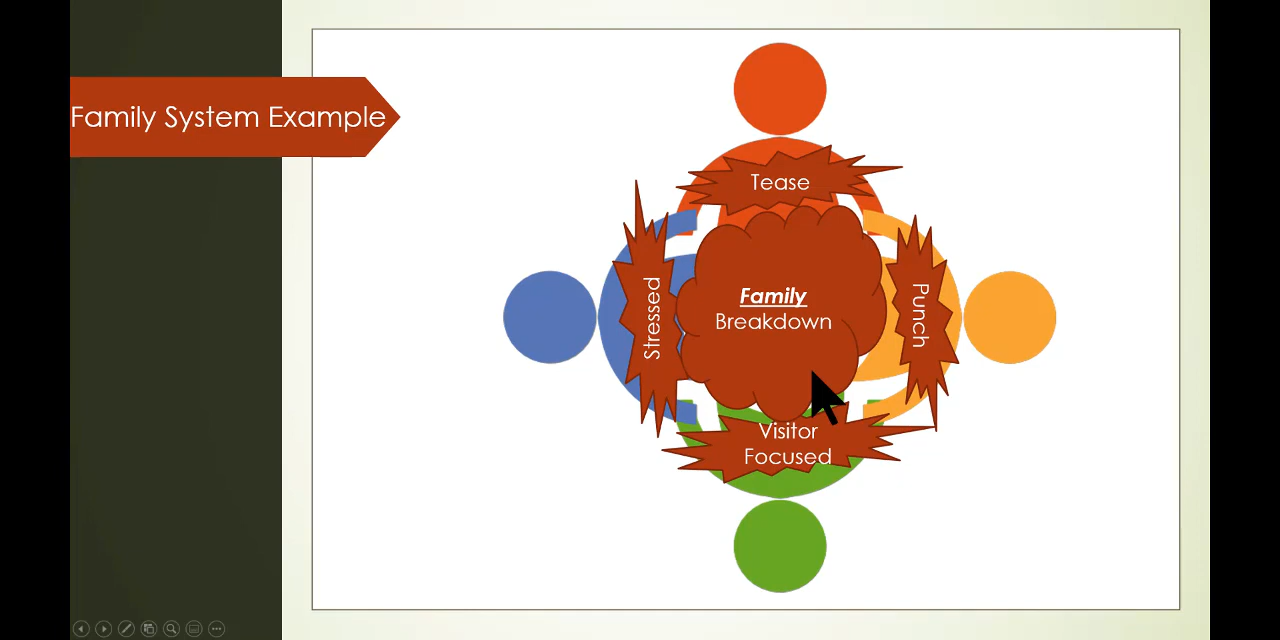 Family System Example
Tease
Stressed
Family
Breakdown
Punch
Visitor
Focused